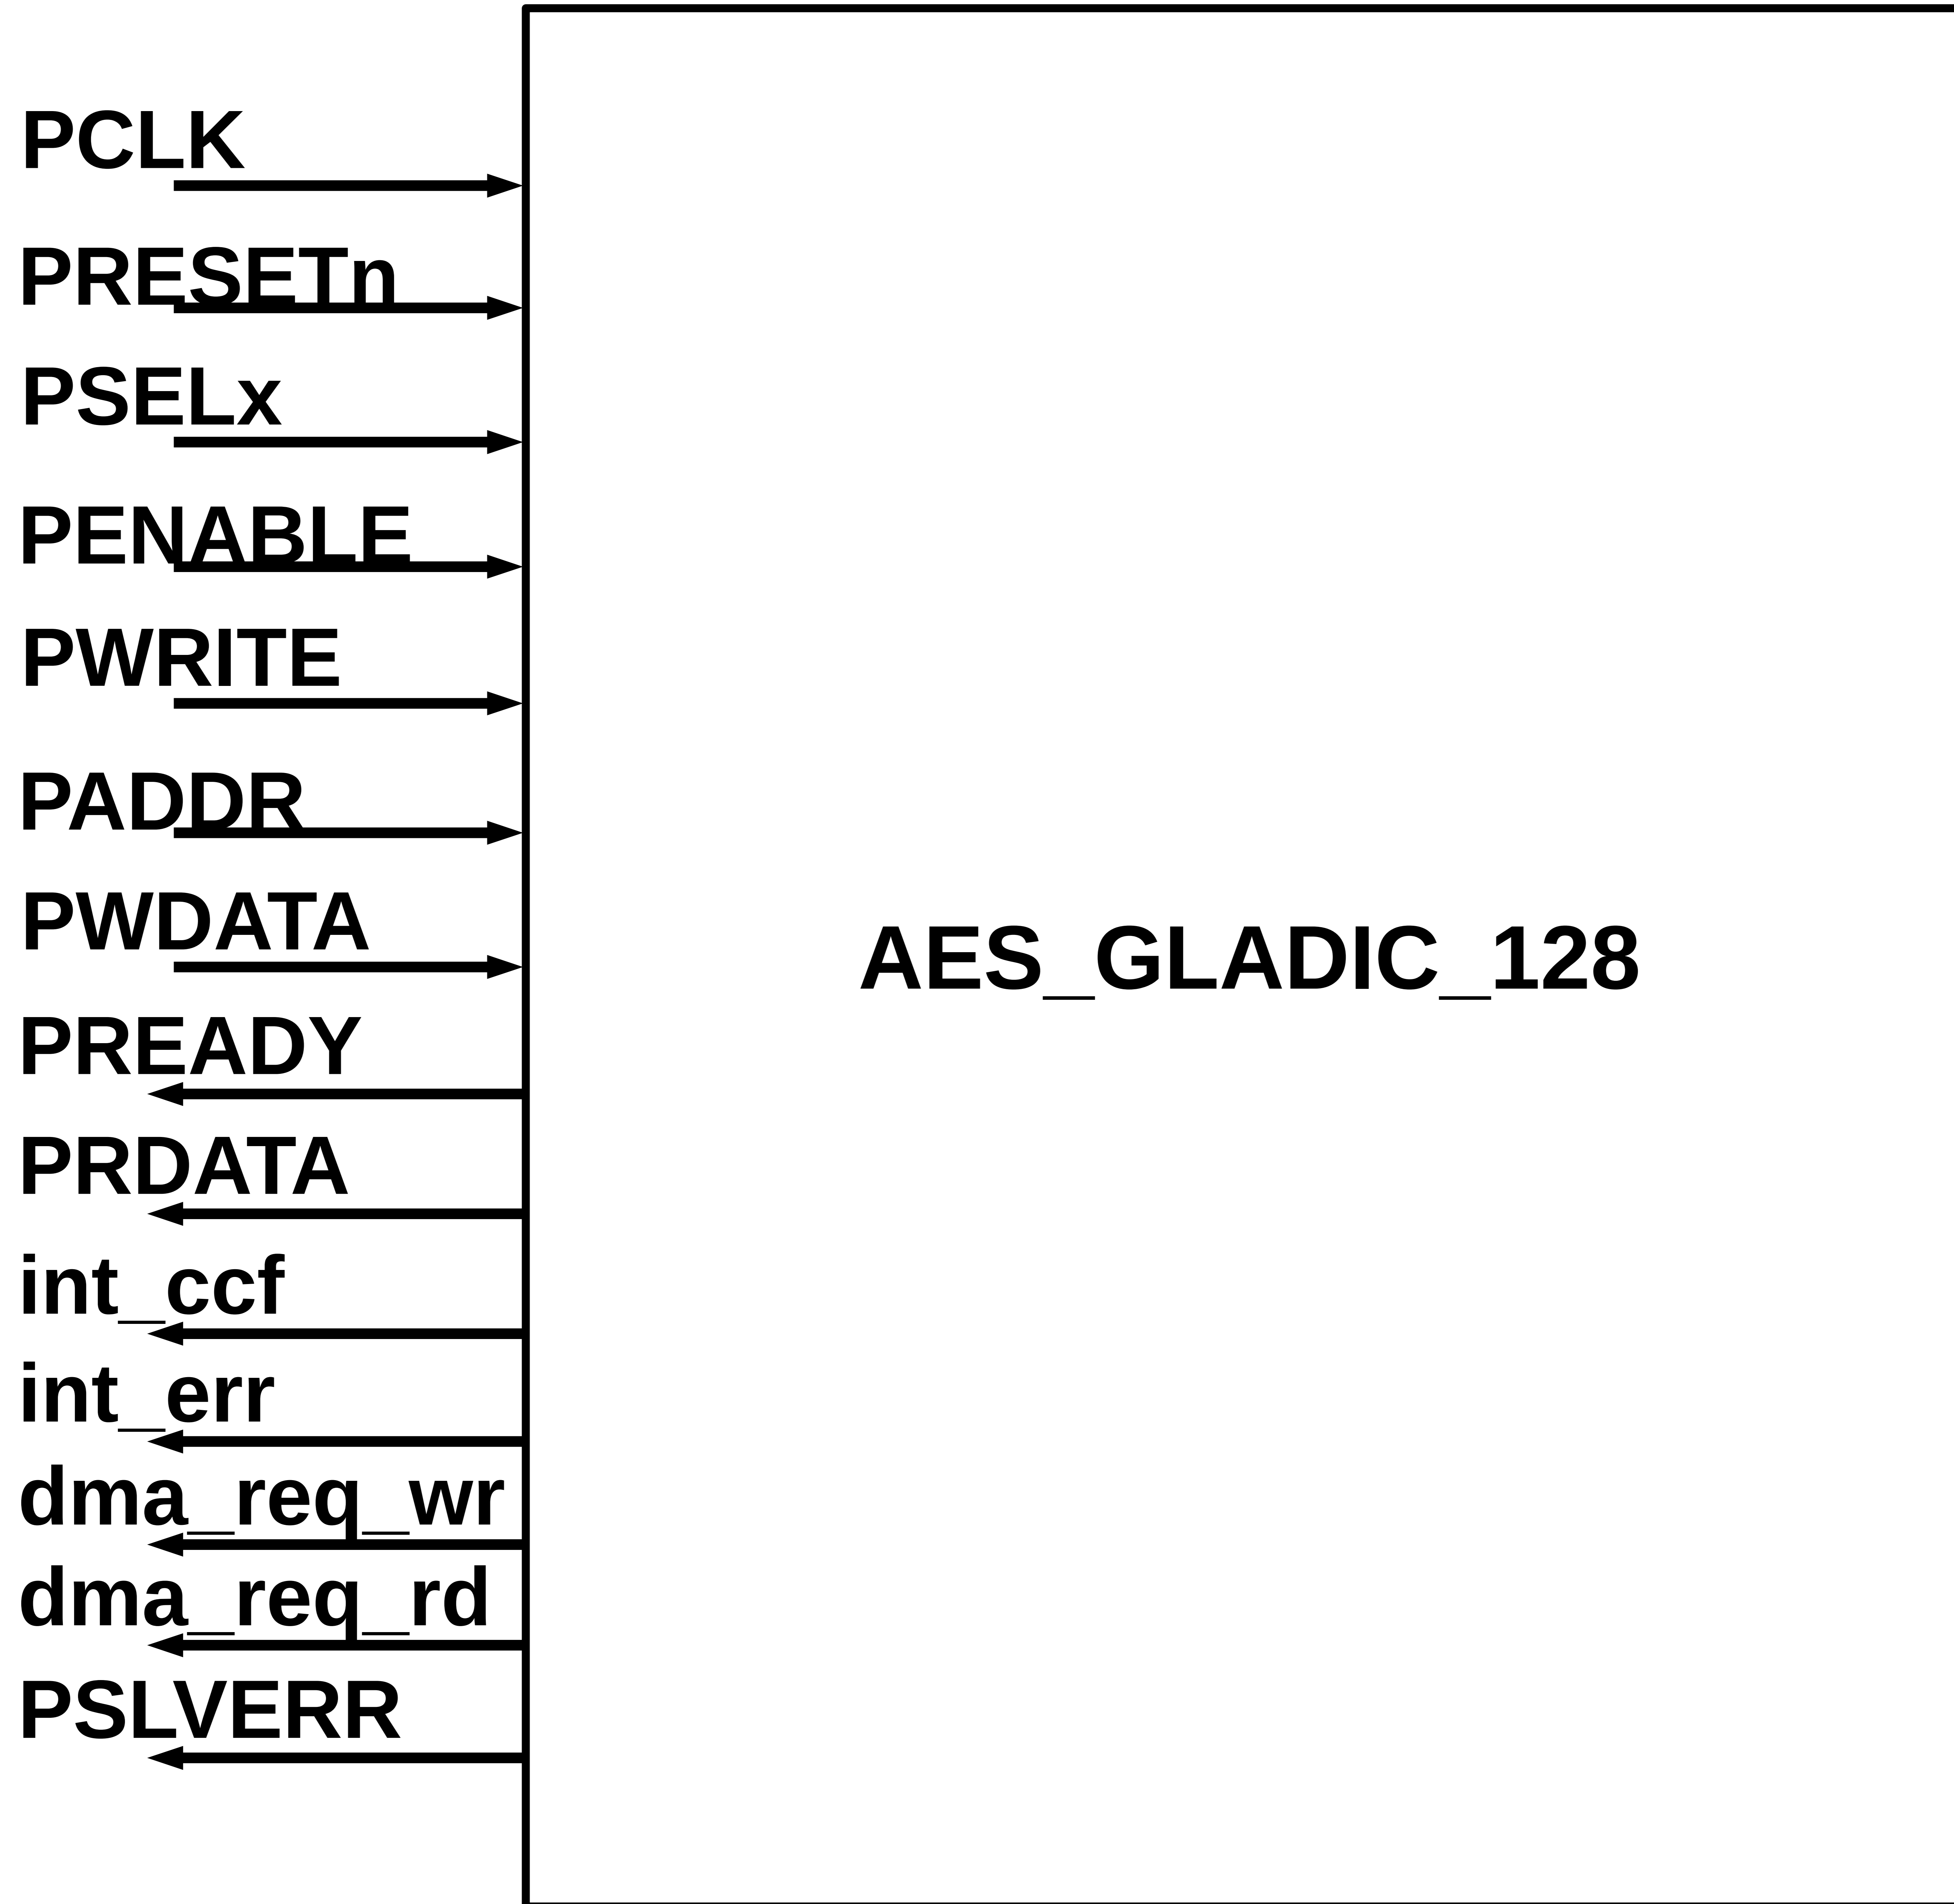 PCLK
PRESETn
PSELx
PENABLE
PWRITE
PADDR
PWDATA
AES_GLADIC_128
PREADY
PRDATA
int_ccf
int_err
dma_req_wr
dma_req_rd
PSLVERR